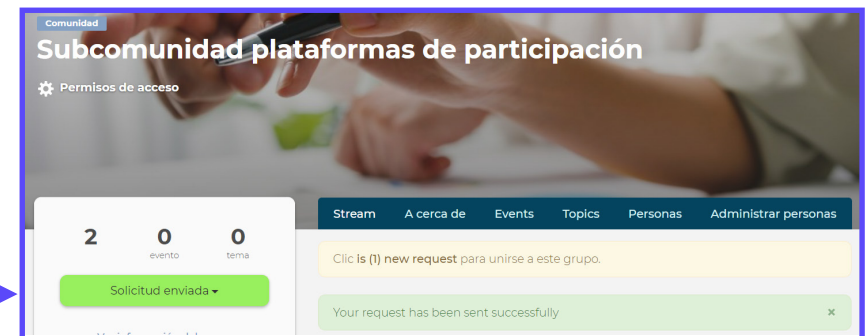 Comunidad
Subcomunidad plataformas de participación
Permisos de acceso
Stream A cerca de Events Topics Personas Administrar personas
2 0 0
evento tema
Clic is (1) new request para unirse a este grupo.
Solicitud enviada
Your request has been sent successfully ×